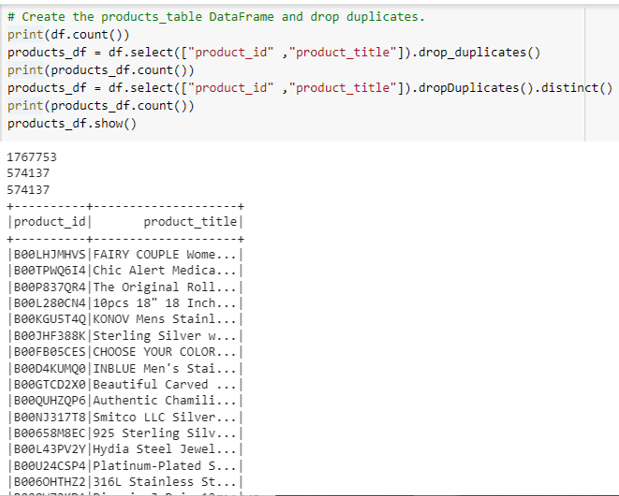 # Create the products_table DataFrame and drop duplicates.
print(df.count())
products_df = df.select(["product_id" ,"product_title"]).drop_duplicates()
print(products_df.count())
products_df = df.select(["product_id" ,"product_title"]).dropDuplicates().distinct()
print(products_df.count())
products_df.show()
1767753
574137
574137
+----------+--------------------+
|product_id|       product_title|
+----------+--------------------+
|B00LHJMHVS|FAIRY COUPLE Wome...|
|B00TPWQ6I4|Chic Alert Medica...|
|B00P837QR4|The Original Roll...|
|B00L280CN4|10pcs 18" 18 Inch...|
|B00KGU5T4Q|KONOV Mens Stainl...|
|B00JHF388K|Sterling Silver w...|
|B00FB05CES|CHOOSE YOUR COLOR...|
|B00D4KUMQ0|INBLUE Men's Stai...|
|B00GTCD2X0|Beautiful Carved ...|
|B00QUHZQP6|Authentic Chamili...|
|B00NJ317T8|Smitco LLC Silver...|
|B00658M8EC|925 Sterling Silv...|
|B00L43PV2Y|Hydia Steel Jewel...|
|B00U24CSP4|Platinum-Plated S...|
|B006OHTHZ2|316L Stainless St...|